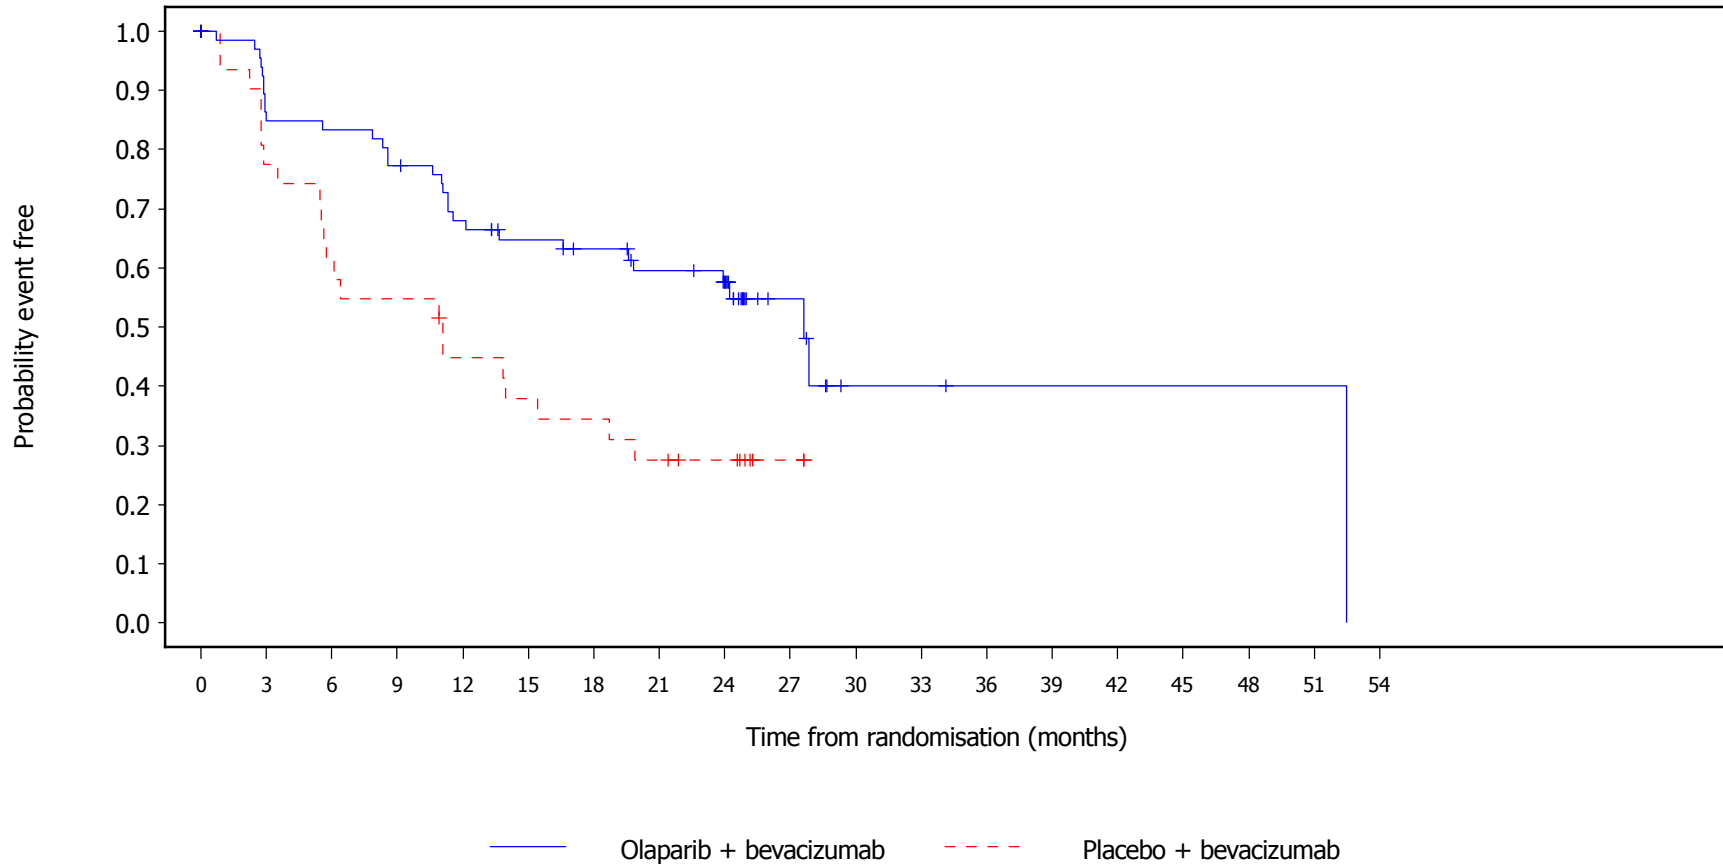 Probability event free
1.0
0.9
0.8
0.7
0.6
0.5
0.4
0.3
0.2
0.1
0.0
0 3 6 9 12 15 18 21 24 27 30 33 36 39 42 45 48 51 54
Time from randomisation (months)
Olaparib + bevacizumab Placebo + bevacizumab